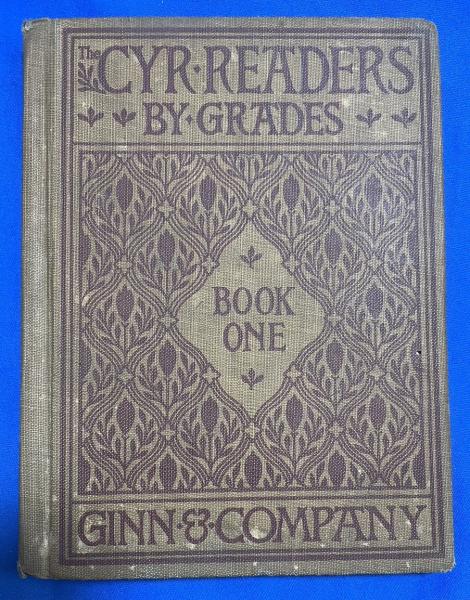 The CYR·READERS
BY·GRADES
BOOK
ONE
GINN·&·COMPANY